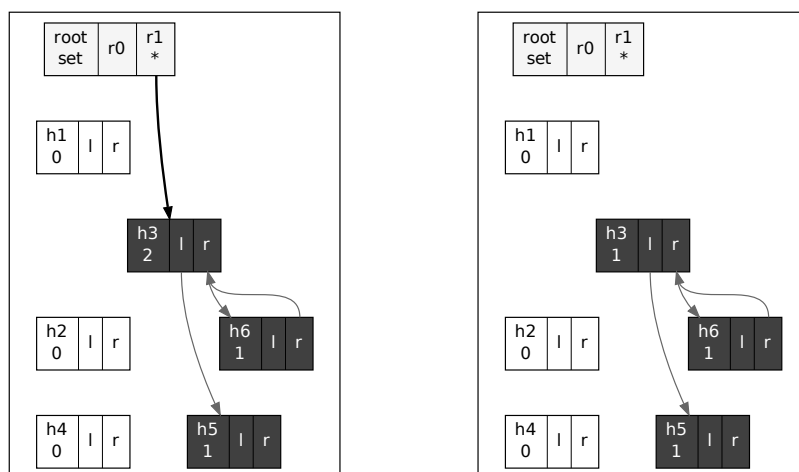 root set r0 r1 *
h1 0 l r
h3 2 l r
h2 0 l r
h6 1 l r
h4 0 l r
h5 1 l r
root set r0 r1 *
h1 0 l r
h3 1 l r
h2 0 l r
h6 1 l r
h4 0 l r
h5 1 l r